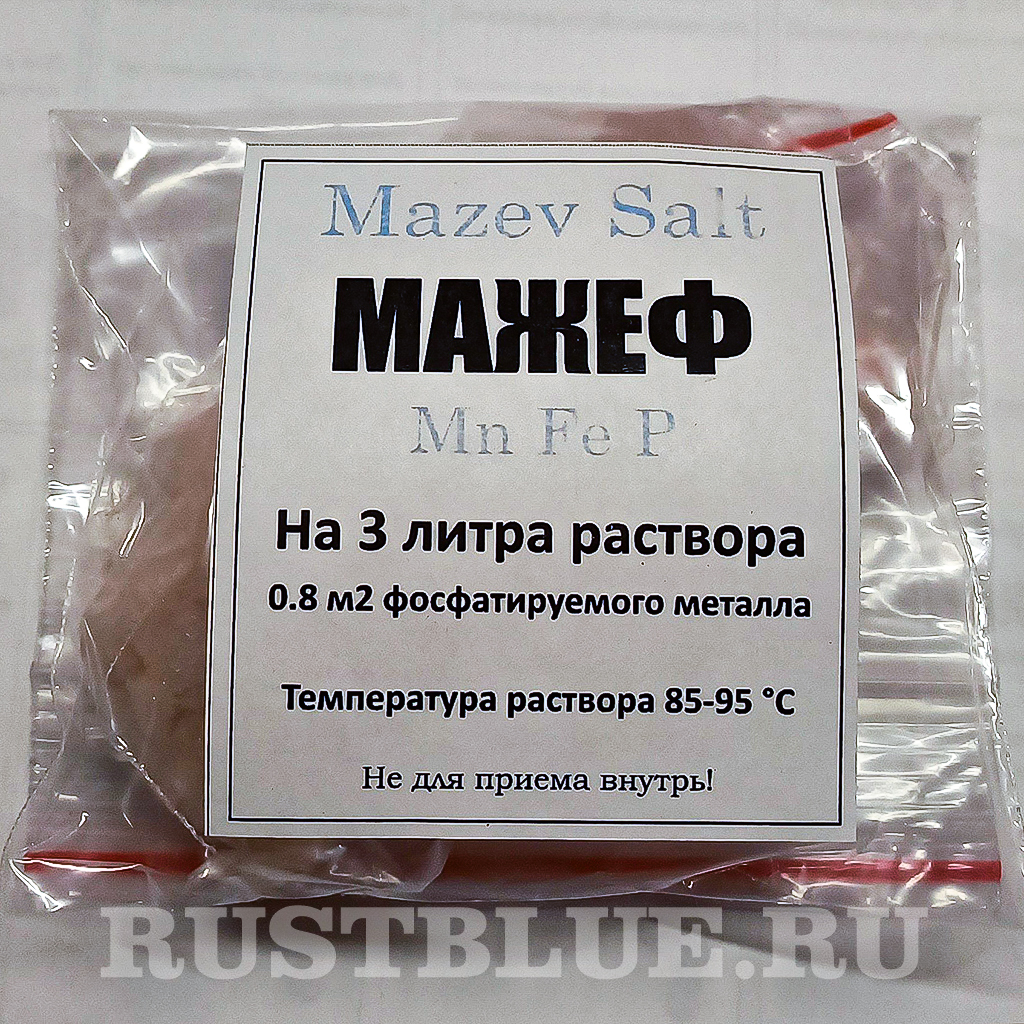 Mazev Salt
МАЖЕФ
Mn Fe P
На 3 литра раствора
0.8 м2 фосфатируемого металла
Температура раствора 85-95 °C
Не для приема внутрь!
RUSTBLUE.RU